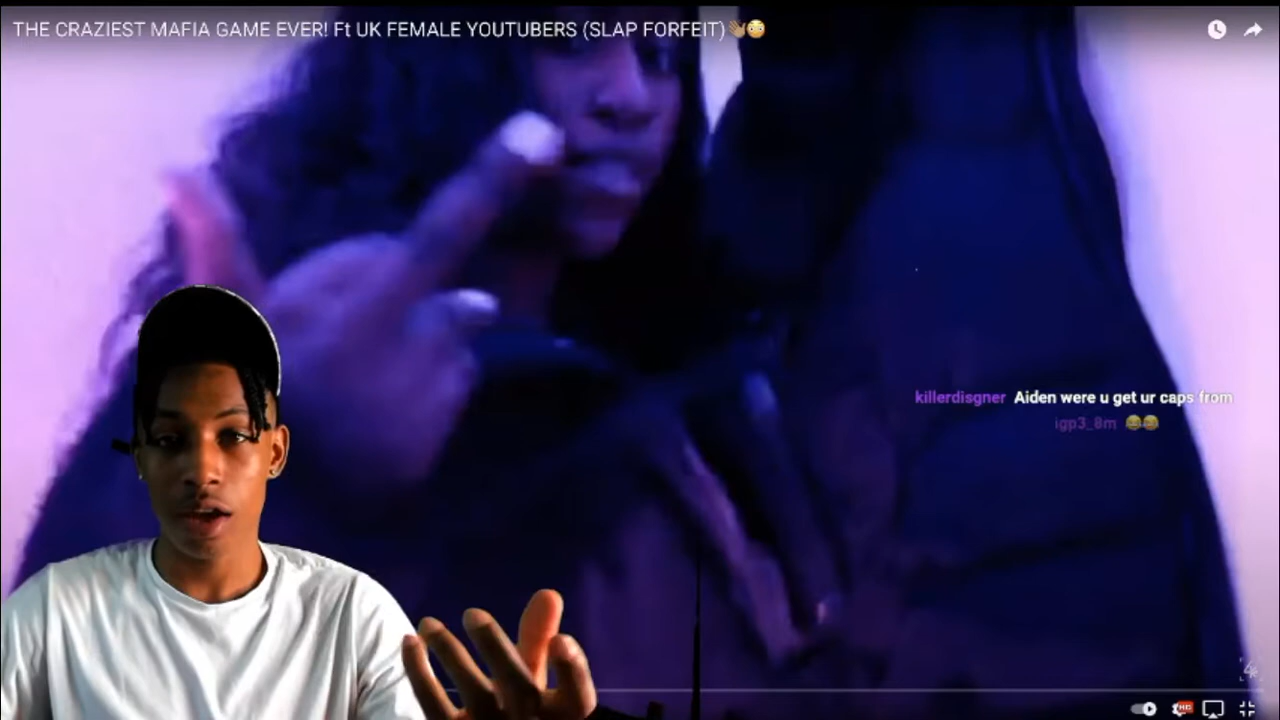 THE CRAZIEST MAFIA GAME EVER! Ft UK FEMALE YOUTUBERS (SLAP FORFEIT)👋🏽😳
killerdisgner Aiden were u get ur caps from
igp3_8m 😂😂
HD